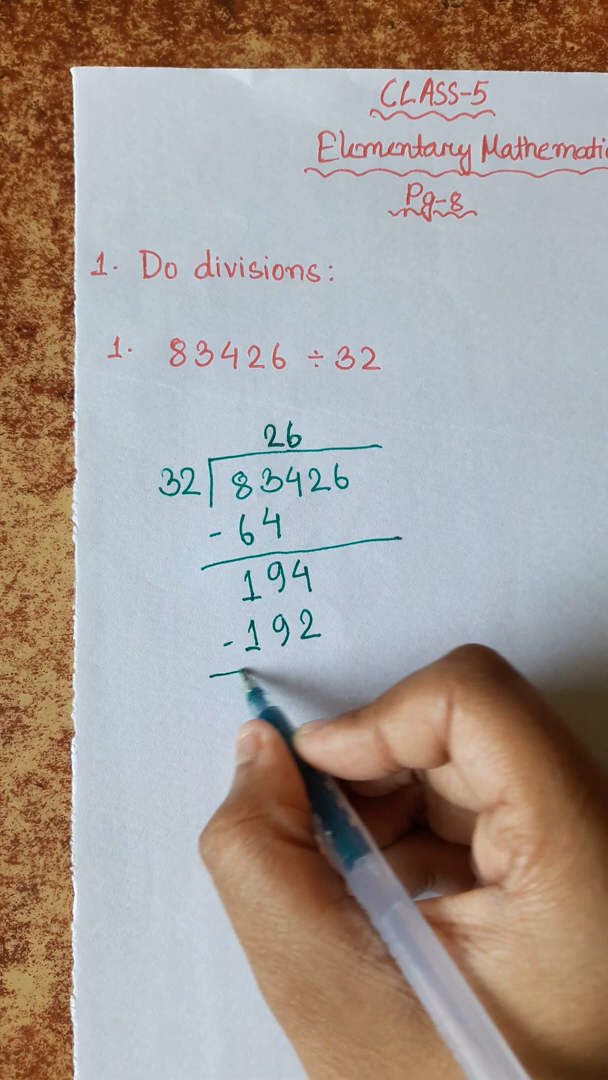 CLASS-5
Elementary Mathemati
Pg-8
1. Do divisions:
1. 83426 ÷ 32
26
32 83426
- 64
194
- 192